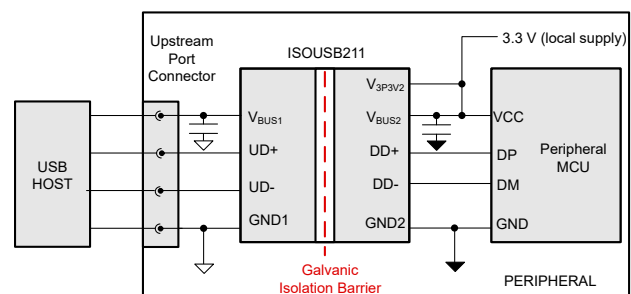 Upstream
Port
Connector
ISOUSB211
3.3 V (local supply)
V3P3V2
VBUS1
VBUS2
VCC
USB
HOST
UD+
DD+
DP
Peripheral
MCU
UD-
DD-
DM
GND1
GND2
GND
Galvanic
Isolation Barrier
PERIPHERAL